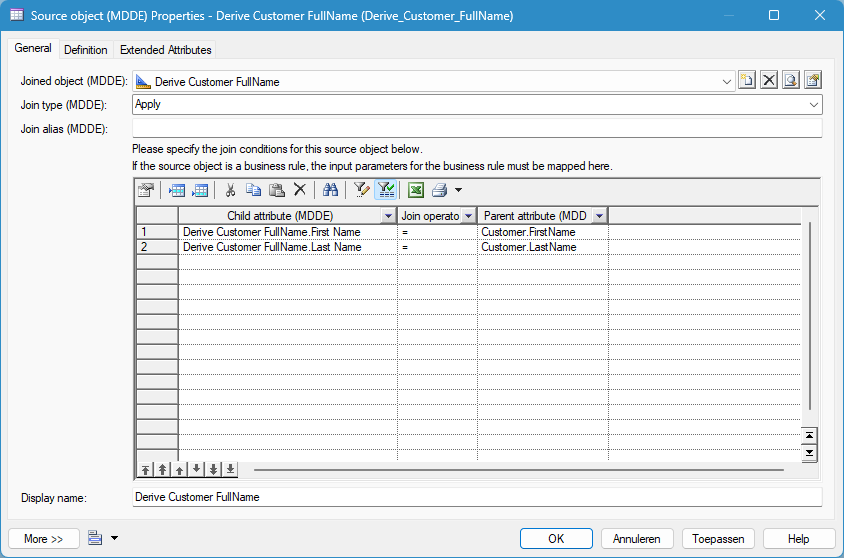 Source object (MDDE) Properties - Derive Customer FullName (Derive_Customer_FullName)
General Definition Extended Attributes
Joined object (MDDE): Derive Customer FullName
Join type (MDDE): Apply
Join alias (MDDE):
Please specify the join conditions for this source object below.
If the source object is a business rule, the input parameters for the business rule must be mapped here.
Child attribute (MDDE) Join operato Parent attribute (MDD
1 Derive Customer FullName.First Name = Customer.FirstName
2 Derive Customer FullName.Last Name = Customer.LastName
Display name: Derive Customer FullName
More >> OK Annuleren Toepassen Help